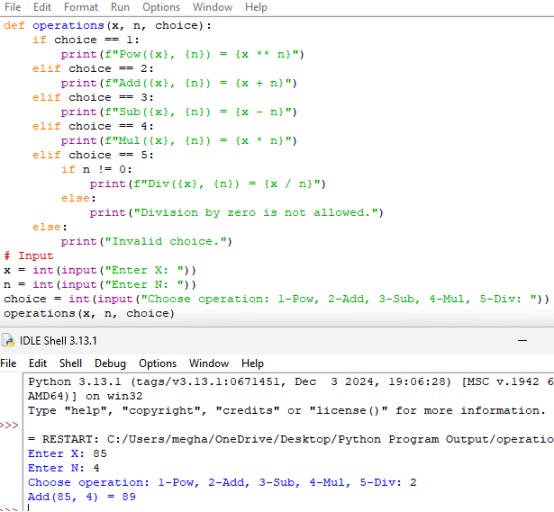 File Edit Format Run Options Window Help
def operations(x, n, choice):
    if choice == 1:
        print(f"Pow({x}, {n}) = {x ** n}")
    elif choice == 2:
        print(f"Add({x}, {n}) = {x + n}")
    elif choice == 3:
        print(f"Sub({x}, {n}) = {x - n}")
    elif choice == 4:
        print(f"Mul({x}, {n}) = {x * n}")
    elif choice == 5:
        if n != 0:
            print(f"Div({x}, {n}) = {x / n}")
        else:
            print("Division by zero is not allowed.")
    else:
        print("Invalid choice.")
# Input
x = int(input("Enter X: "))
n = int(input("Enter N: "))
choice = int(input("Choose operation: 1-Pow, 2-Add, 3-Sub, 4-Mul, 5-Div: "))
operations(x, n, choice)
IDLE Shell 3.13.1
File Edit Shell Debug Options Window Help
Python 3.13.1 (tags/v3.13.1:0671451, Dec  3 2024, 19:06:28) [MSC v.1942 6
AMD64)] on win32
Type "help", "copyright", "credits" or "license()" for more information.
>>>
= RESTART: C:/Users/megha/OneDrive/Desktop/Python Program Output/operatio
Enter X: 85
Enter N: 4
Choose operation: 1-Pow, 2-Add, 3-Sub, 4-Mul, 5-Div: 2
Add(85, 4) = 89
>>>